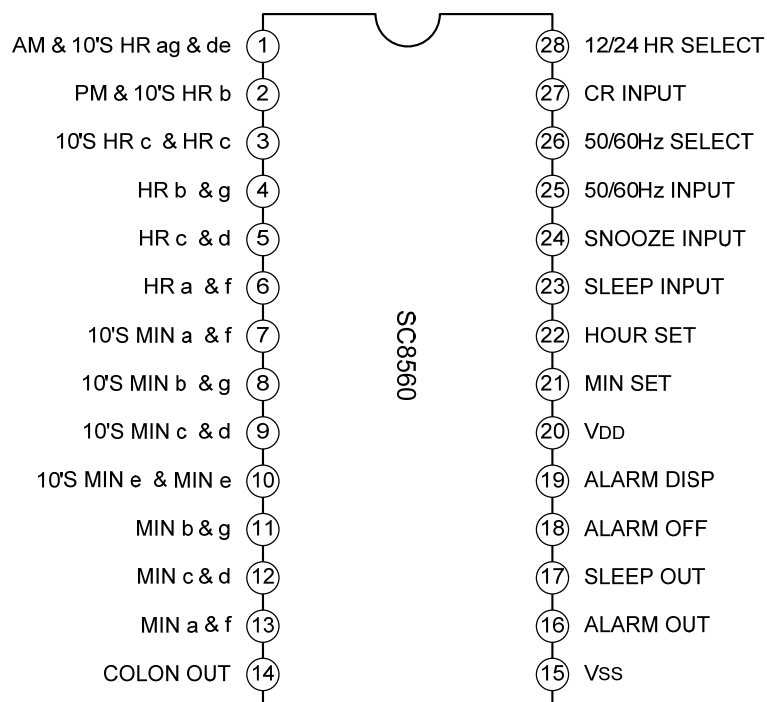 AM & 10'S HR ag & de 1
PM & 10'S HR b 2
10'S HR c & HR c 3
HR b & g 4
HR c & d 5
HR a & f 6
10'S MIN a & f 7
10'S MIN b & g 8
10'S MIN c & d 9
10'S MIN e & MIN e 10
MIN b & g 11
MIN c & d 12
MIN a & f 13
COLON OUT 14
SC8560
28 12/24 HR SELECT
27 CR INPUT
26 50/60Hz SELECT
25 50/60Hz INPUT
24 SNOOZE INPUT
23 SLEEP INPUT
22 HOUR SET
21 MIN SET
20 VDD
19 ALARM DISP
18 ALARM OFF
17 SLEEP OUT
16 ALARM OUT
15 VSS